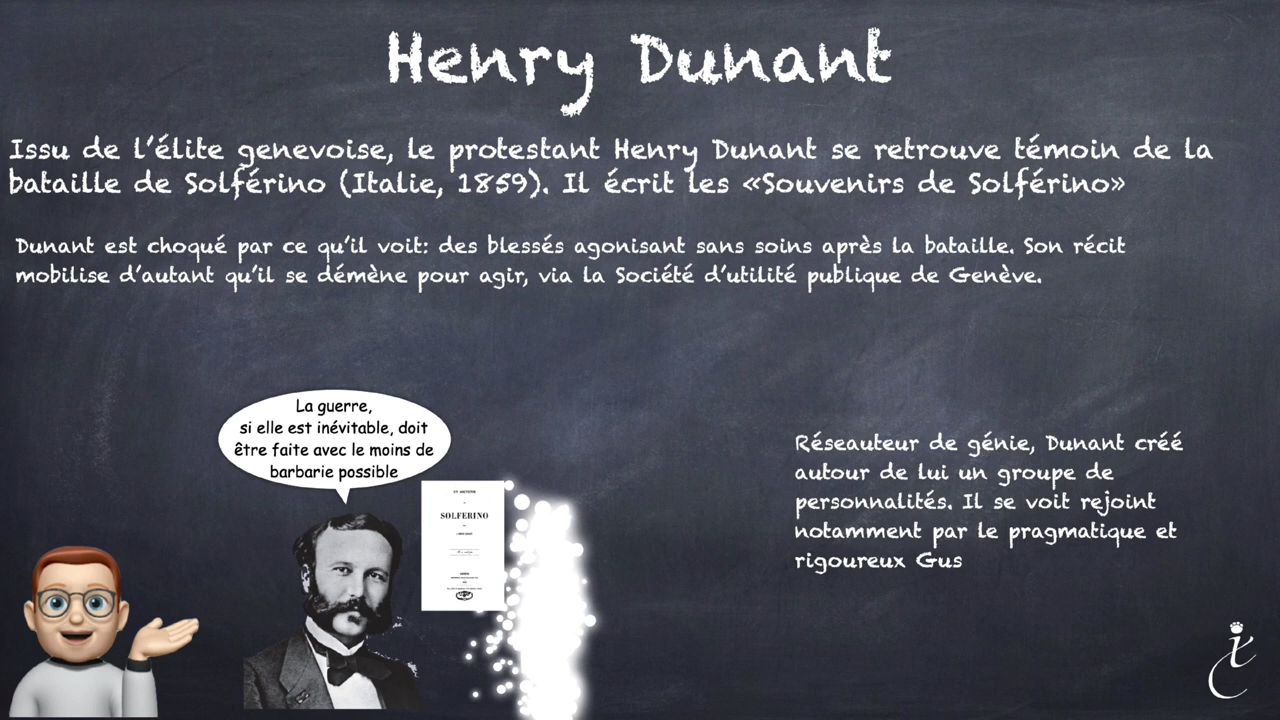 Henry Dunant
Issu de l'élite genevoise, le protestant Henry Dunant se retrouve témoin de la
bataille de Solférino (Italie, 1859). Il écrit les «Souvenirs de Solférino»
Dunant est choqué par ce qu'il voit: des blessés agonisant sans soins après la bataille. Son récit
mobilise d'autant qu'il se démène pour agir, via la Société d'utilité publique de Genève.
La guerre,
si elle est inévitable, doit
être faite avec le moins de
barbarie possible
SOLFERINO
Réseauteur de génie, Dunant créé
autour de lui un groupe de
personnalités. Il se voit rejoint
notamment par le pragmatique et
rigoureux Gus